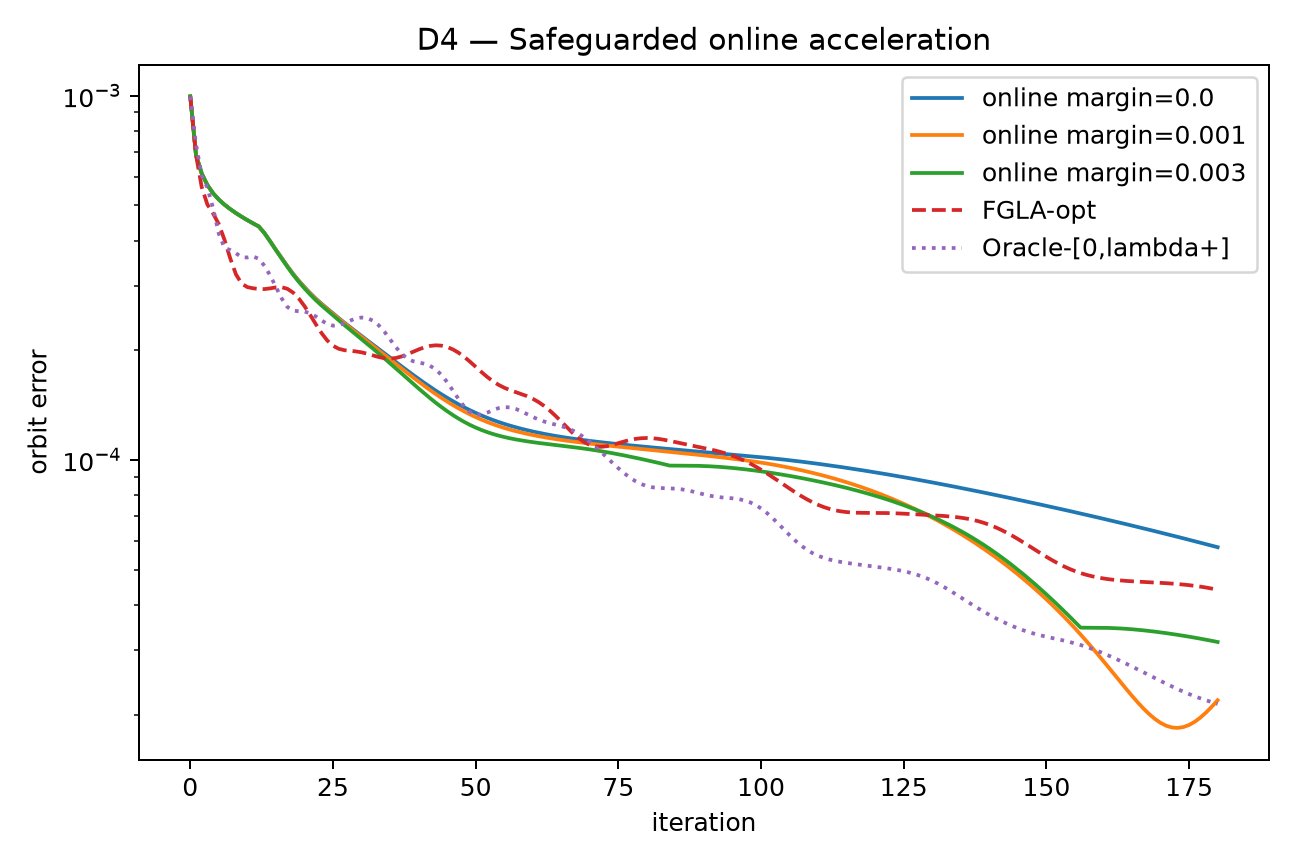 D4 — Safeguarded online acceleration
online margin=0.0
online margin=0.001
online margin=0.003
FGLA-opt
Oracle-[0,lambda+]
orbit error
10⁻³
10⁻⁴
0 25 50 75 100 125 150 175
iteration